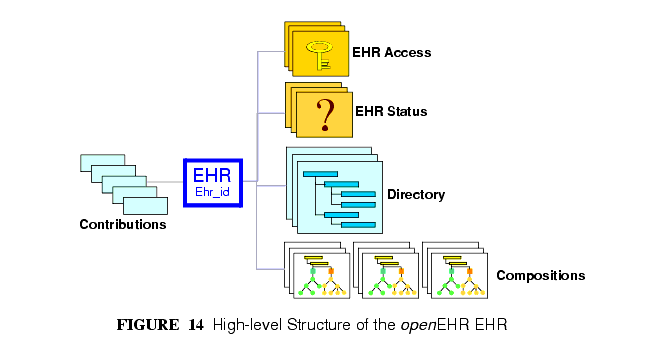 EHR Access
?
EHR Status
EHR
Ehr_id
Contributions
Directory
Compositions
FIGURE 14 High-level Structure of the openEHR EHR